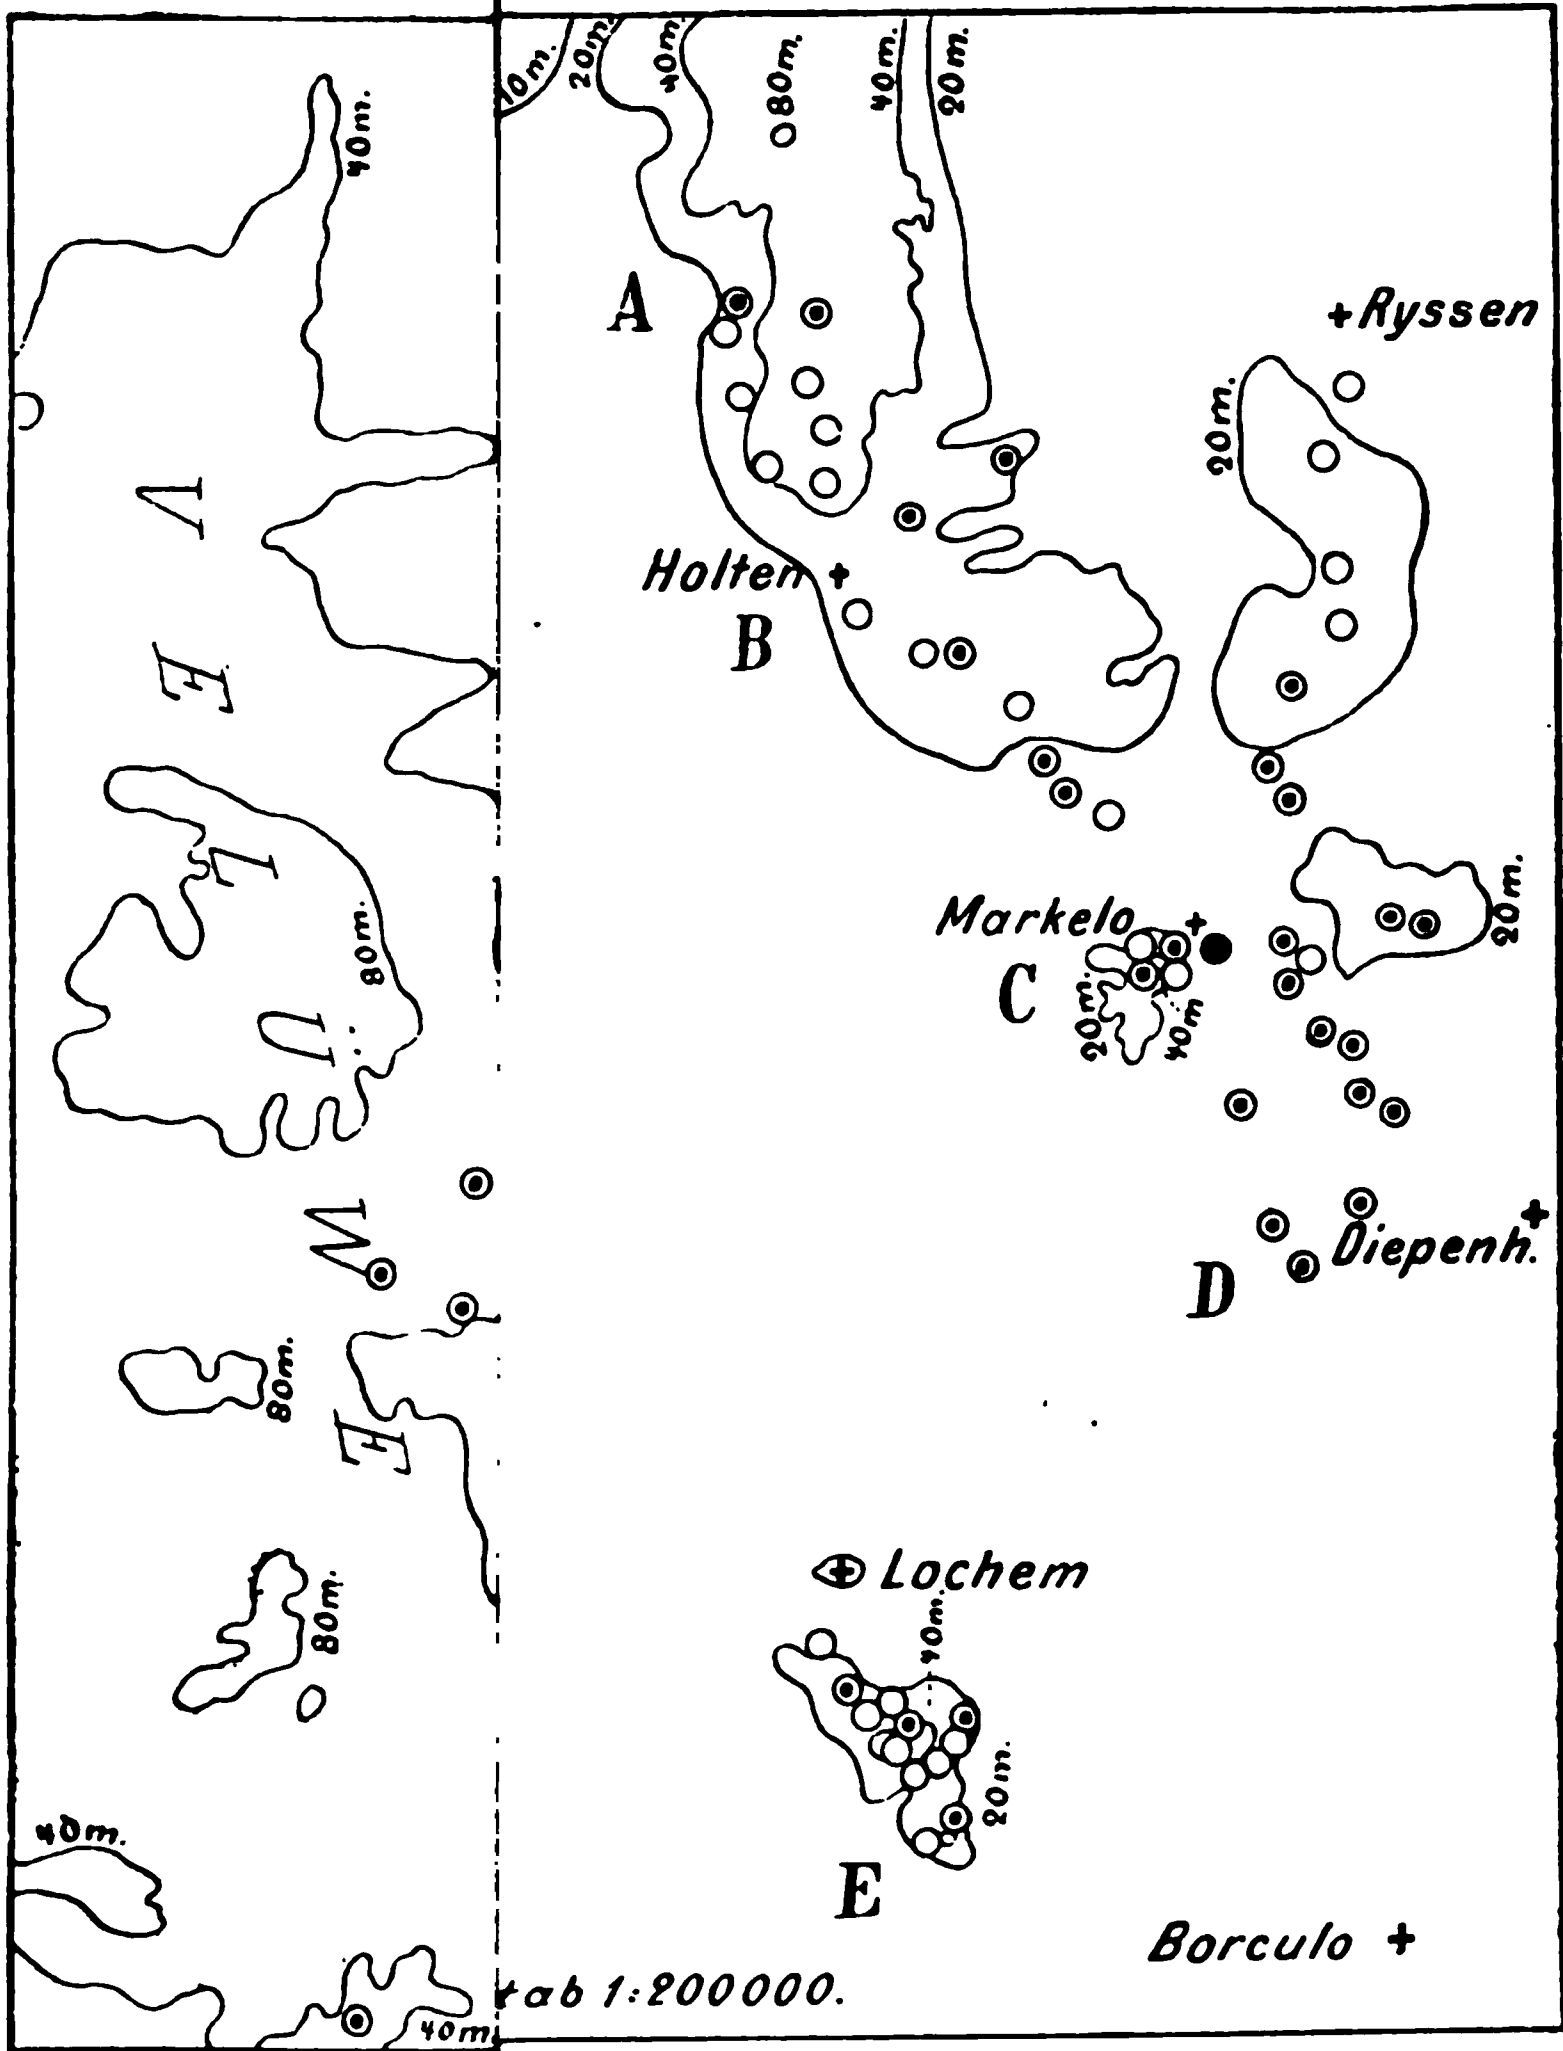 10m.
20m.
40m.
80m.
40m.
20m.
40m.
A
+Ryssen
20m.
Holten +
B
V
E
L
Ü
W
E
80m.
Markelo +
C
20m.
40m
20m.
Diepenh. +
D
80m.
80m.
+ Lochem
40m.
20m.
E
40m.
Borculo +
tab 1:200000.
40m